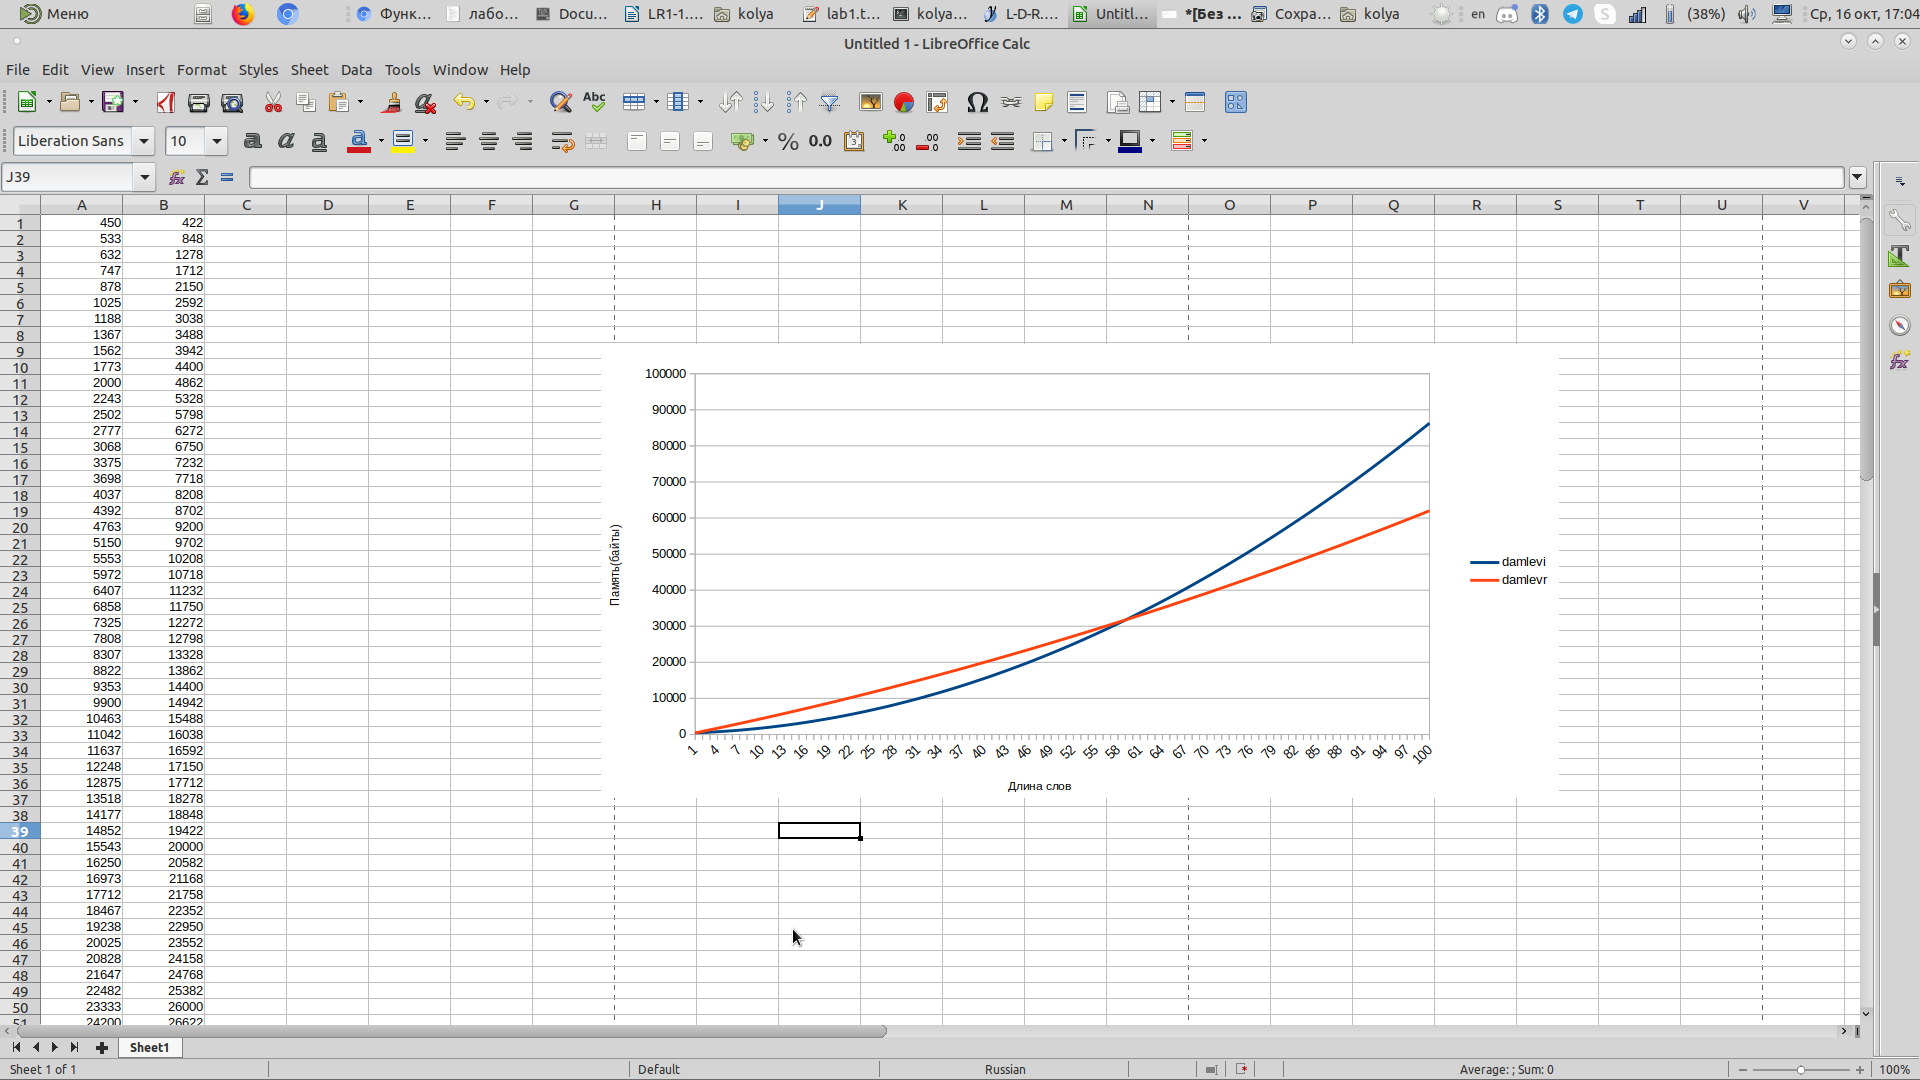 Меню Функ... лабо... Docu... LR1-1.... kolya lab1.t... kolya... L-D-R.... Untitl... *[Без ... Сохра... kolya en (38%) Ср, 16 окт, 17:04
Untitled 1 - LibreOffice Calc
File Edit View Insert Format Styles Sheet Data Tools Window Help
Liberation Sans 10
J39
A B C D E F G H I J K L M N O P Q R S T U V
1 450 422
2 533 848
3 632 1278
4 747 1712
5 878 2150
6 1025 2592
7 1188 3038
8 1367 3488
9 1562 3942
10 1773 4400
11 2000 4862
12 2243 5328
13 2502 5798
14 2777 6272
15 3068 6750
16 3375 7232
17 3698 7718
18 4037 8208
19 4392 8702
20 4763 9200
21 5150 9702
22 5553 10208
23 5972 10718
24 6407 11232
25 6858 11750
26 7325 12272
27 7808 12798
28 8307 13328
29 8822 13862
30 9353 14400
31 9900 14942
32 10463 15488
33 11042 16038
34 11637 16592
35 12248 17150
36 12875 17712
37 13518 18278
38 14177 18848
39 14852 19422
40 15543 20000
41 16250 20582
42 16973 21168
43 17712 21758
44 18467 22352
45 19238 22950
46 20025 23552
47 20828 24158
48 21647 24768
49 22482 25382
50 23333 26000
51 24200 26622
100000
90000
80000
70000
60000
50000
40000
30000
20000
10000
0
Память(байты)
1 4 7 10 13 16 19 22 25 28 31 34 37 40 43 46 49 52 55 58 61 64 67 70 73 76 79 82 85 88 91 94 97 100
Длина слов
damlevi
damlevr
Sheet1
Sheet 1 of 1 Default Russian Average: ; Sum: 0 100%